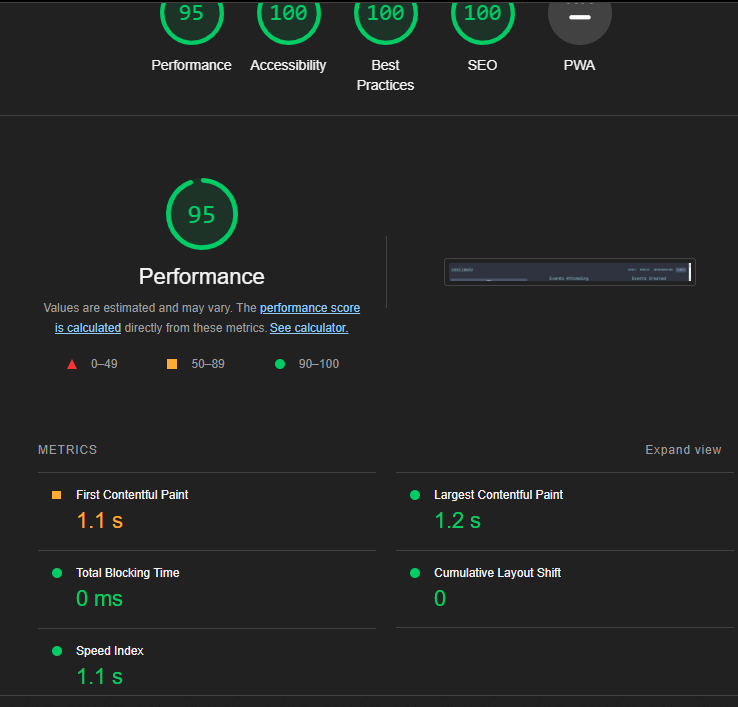 95 100 100 100
Performance Accessibility Best Practices SEO PWA
95
Performance
Values are estimated and may vary. The performance score
is calculated directly from these metrics. See calculator.
0–49 50–89 90–100
METRICS Expand view
First Contentful Paint
1.1 s
Largest Contentful Paint
1.2 s
Total Blocking Time
0 ms
Cumulative Layout Shift
0
Speed Index
1.1 s